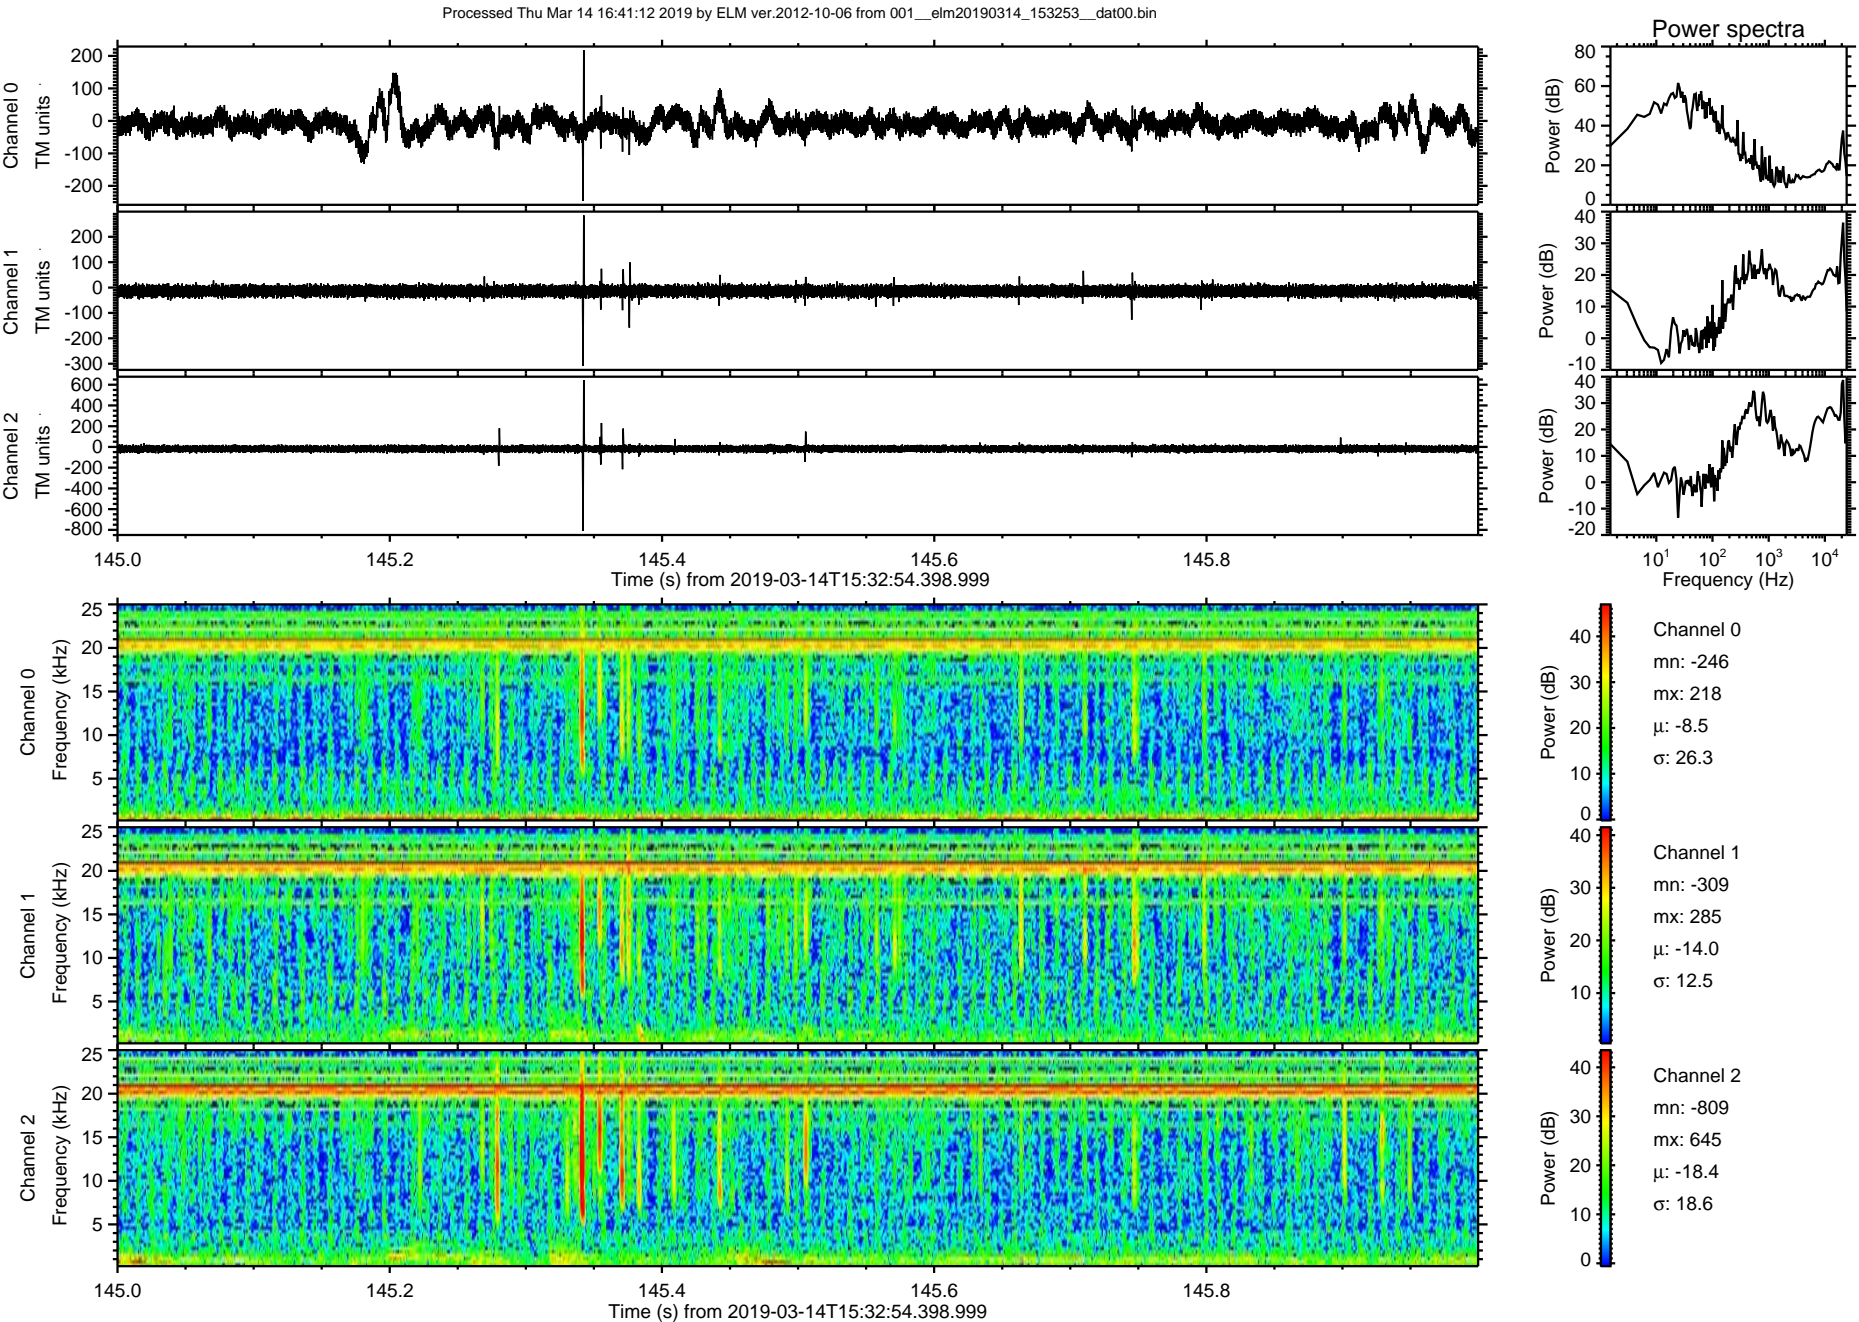 Processed Thu Mar 14 16:41:12 2019 by ELM ver.2012-10-06 from 001__elm20190314_153253__dat00.bin
Power spectra
Channel 0
TM units
200
100
0
-100
-200
Power (dB)
80
60
40
20
0
Channel 1
TM units
200
100
0
-100
-200
-300
Power (dB)
40
30
20
10
0
-10
Channel 2
TM units
600
400
200
0
-200
-400
-600
-800
Power (dB)
40
30
20
10
0
-10
-20
145.0 145.2 145.4 145.6 145.8
Time (s) from 2019-03-14T15:32:54.398.999
10¹ 10² 10³ 10⁴
Frequency (Hz)
Channel 0
Frequency (kHz)
25
20
15
10
5
Power (dB)
40
30
20
10
0
Channel 0
mn: -246
mx: 218
μ: -8.5
σ: 26.3
Channel 1
Frequency (kHz)
25
20
15
10
5
Power (dB)
40
30
20
10
Channel 1
mn: -309
mx: 285
μ: -14.0
σ: 12.5
Channel 2
Frequency (kHz)
25
20
15
10
5
Power (dB)
40
30
20
10
0
Channel 2
mn: -809
mx: 645
μ: -18.4
σ: 18.6
145.0 145.2 145.4 145.6 145.8
Time (s) from 2019-03-14T15:32:54.398.999